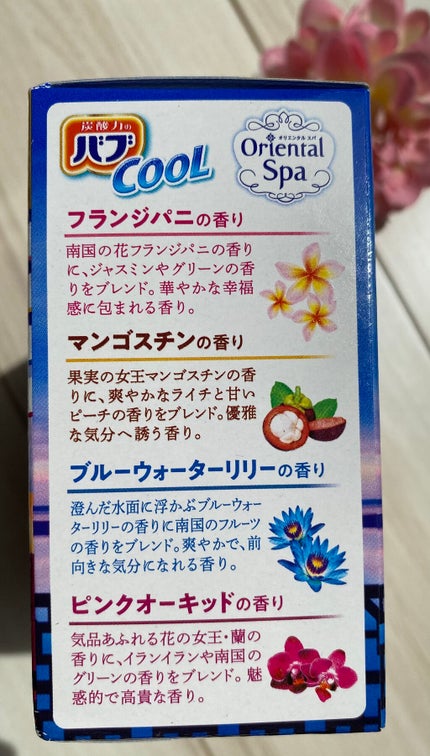 炭酸力の
バブ
COOL
オリエンタル スパ
Oriental
Spa
フランジパニの香り
南国の花フランジパニの香り
に、ジャスミンやグリーンの香
りをブレンド。華やかな幸福
感に包まれる香り。
マンゴスチンの香り
果実の女王マンゴスチンの香
りに、爽やかなライチと甘い
ピーチの香りをブレンド。優雅
な気分へ誘う香り。
ブルーウォーターリリーの香り
澄んだ水面に浮かぶブルーウォー
ターリリーの香りに南国のフルーツ
の香りをブレンド。爽やかで、前
向きな気分になれる香り。
ピンクオーキッドの香り
気品あふれる花の女王・蘭の
香りに、イランイランや南国の
グリーンの香りをブレンド。魅
惑的で高貴な香り。